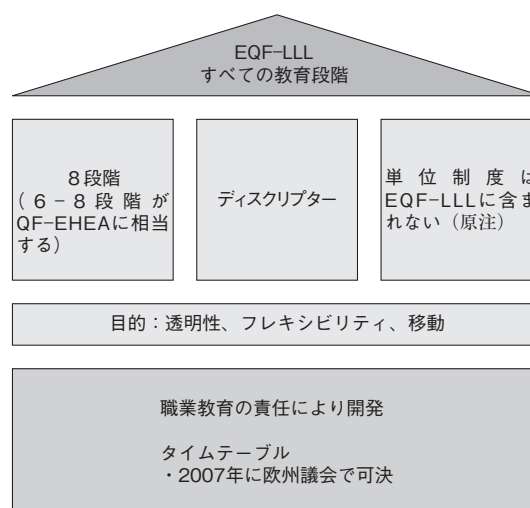 EQF−LLL
すべての教育段階
8段階
(6−8段階が
QF−EHEAに相当
する)
ディスクリプター
単位制度は
EQF−LLLに含ま
れない(原注)
目的：透明性、フレキシビリティ、移動
職業教育の責任により開発
タイムテーブル
・2007年に欧州議会で可決